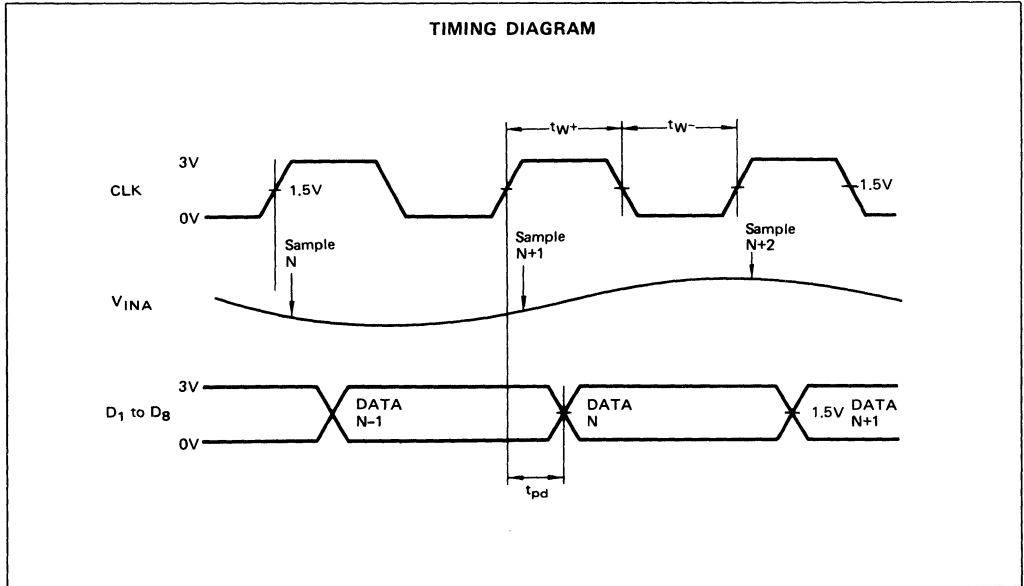 TIMING DIAGRAM
tW+
tW−
3V
CLK
1.5V
1.5V
0V
Sample
N
Sample
N+1
Sample
N+2
VINA
3V
D1 to D8
DATA
N−1
DATA
N
1.5V
DATA
N+1
0V
tpd